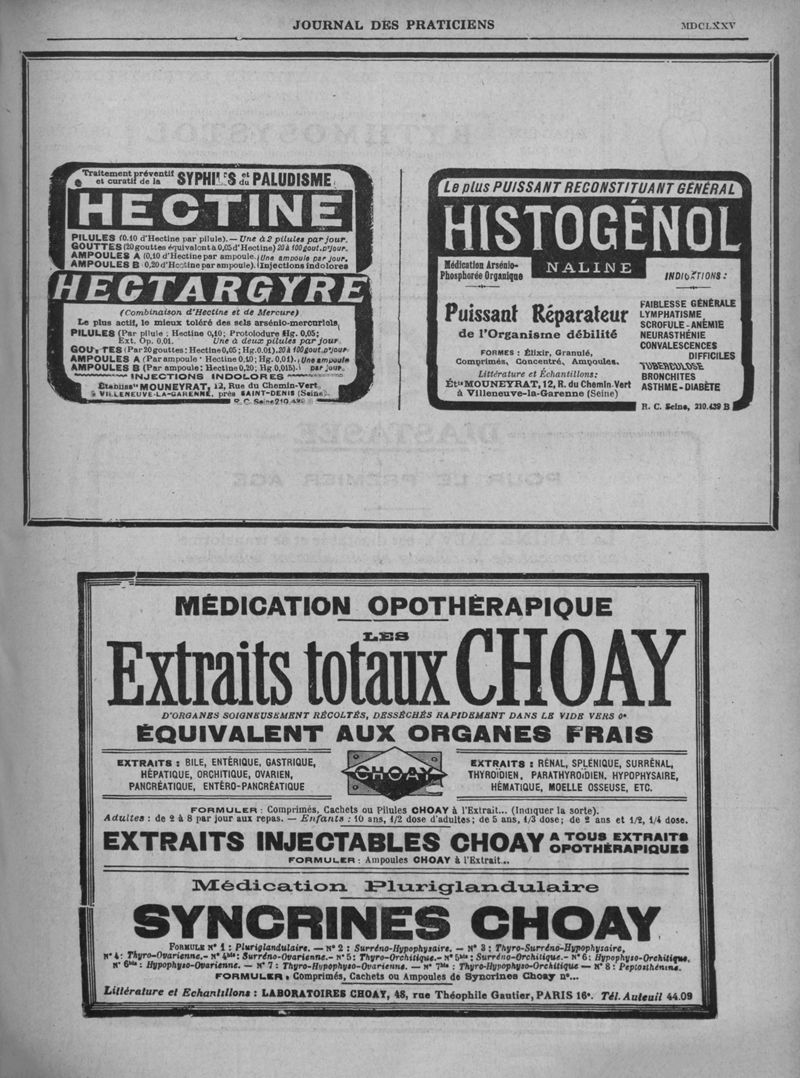 JOURNAL DES PRATICIENS
MDCLXXV
Traitement préventif et curatif de la SYPHILIS et du PALUDISME
HECTINE
PILULES (0.10 d'Hectine par pilule). — Une à 2 pilules par jour.
GOUTTES (20 gouttes équivalent à 0,05 d'Hectine) 20 à 100 gout. p'jour.
AMPOULES A (0.10 d'Hectine par ampoule. Une ampoule par jour.
AMPOULES B (0,20 d'Hectine par ampoule). Injections indolores
HECTARGYRE
(Combinaison d'Hectine et de Mercure)
Le plus actif, le mieux toléré des sels arsénio-mercuriels
PILULES (Par pilule : Hectine 0,10; Protoiodure Hg. 0,05;
Ext. Op. 0,01. Une à deux pilules par jour
GOUTTES (Par 20 gouttes: Hectine 0,05; Hg. 0.01). 20 à 100 gout. p'jour
AMPOULES A (Par ampoule · Hectine 0,10; Hg. 0,01). Une ampoule
AMPOULES B (Par ampoule: Hectine 0,20; Hg. 0,015). par jour.
INJECTIONS INDOLORES
Établiss ts MOUNEYRAT, 12, Rue du Chemin-Vert
à VILLENEUVE-LA-GARENNE, près SAINT-DENIS (Seine).
R. C. Seine 210.439 B
Le plus PUISSANT RECONSTITUANT GÉNÉRAL
HISTOGÉNOL
NALINE
Médication Arsénio-
Phosphorée Organique
INDICATIONS :
Puissant Réparateur
de l'Organisme débilité
FORMES : Élixir, Granulé,
Comprimés, Concentré, Ampoules.
Littérature et Échantillons:
Ét ts MOUNEYRAT, 12, R. du Chemin-Vert
à Villeneuve-la-Garenne (Seine)
FAIBLESSE GÉNÉRALE
LYMPHATISME
SCROFULE - ANÉMIE
NEURASTHÉNIE
CONVALESCENCES
DIFFICILES
TUBERCULOSE
BRONCHITES
ASTHME - DIABÈTE
R. C. Seine, 210.439 B
MÉDICATION OPOTHÉRAPIQUE
LES
Extraits totaux CHOAY
D'ORGANES SOIGNEUSEMENT RÉCOLTÉS, DESSÉCHÉS RAPIDEMENT DANS LE VIDE VERS 0°
ÉQUIVALENT AUX ORGANES FRAIS
EXTRAITS : BILE, ENTÉRIQUE, GASTRIQUE,
HÉPATIQUE, ORCHITIQUE, OVARIEN,
PANCRÉATIQUE, ENTÉRO-PANCRÉATIQUE
CHOAY
EXTRAITS : RÉNAL, SPLÉNIQUE, SURRÉNAL,
THYROÏDIEN, PARATHYROÏDIEN, HYPOPHYSAIRE,
HÉMATIQUE, MOELLE OSSEUSE, ETC.
FORMULER : Comprimés, Cachets ou Pilules CHOAY à l'Extrait... (Indiquer la sorte).
Adultes : de 2 à 8 par jour aux repas. — Enfants : 10 ans, 1/2 dose d'adultes; de 5 ans, 1/3 dose; de 2 ans et 1/2, 1/4 dose.
EXTRAITS INJECTABLES CHOAY A TOUS EXTRAITS OPOTHÉRAPIQUES
FORMULER : Ampoules CHOAY à l'Extrait...
Médication Pluriglandulaire
SYNCRINES CHOAY
FORMULE N° 1 : Pluriglandulaire. — N° 2 : Surréno-Hypophysaire. — N° 3 : Thyro-Surréno-Hypophysaire.
N° 4 : Thyro-Ovarienne. - N° 4bis : Surréno-Ovarienne. - N° 5 : Thyro-Orchitique. - N° 5bis : Surréno-Orchitique. - N° 6 : Hypophyso-Orchitique.
N° 6bis : Hypophyso-Ovarienne. — N° 7 : Thyro-Hypophyso-Ovarienne. — N° 7bis : Thyro-Hypophyso-Orchitique — N° 8 : Peptosthénine.
FORMULER : Comprimés, Cachets ou Ampoules de Syncrines Choay n°...
Littérature et Echantillons : LABORATOIRES CHOAY, 48, rue Théophile Gautier, PARIS 16e. Tél. Auteuil 44.09